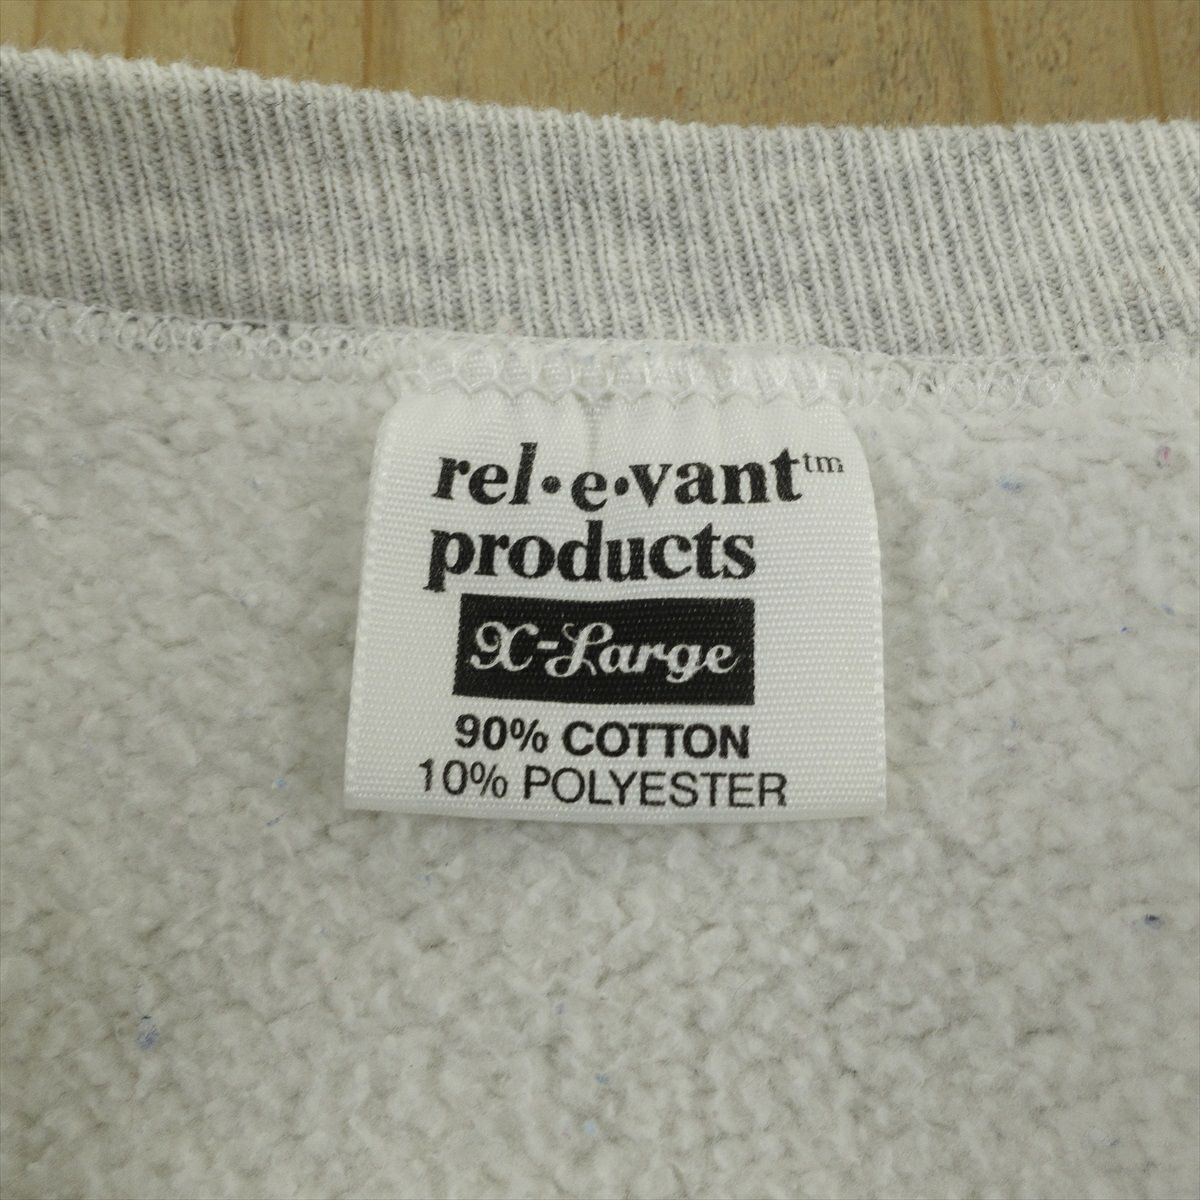 rel•e•vant™
products
X-Large
90% COTTON
10% POLYESTER